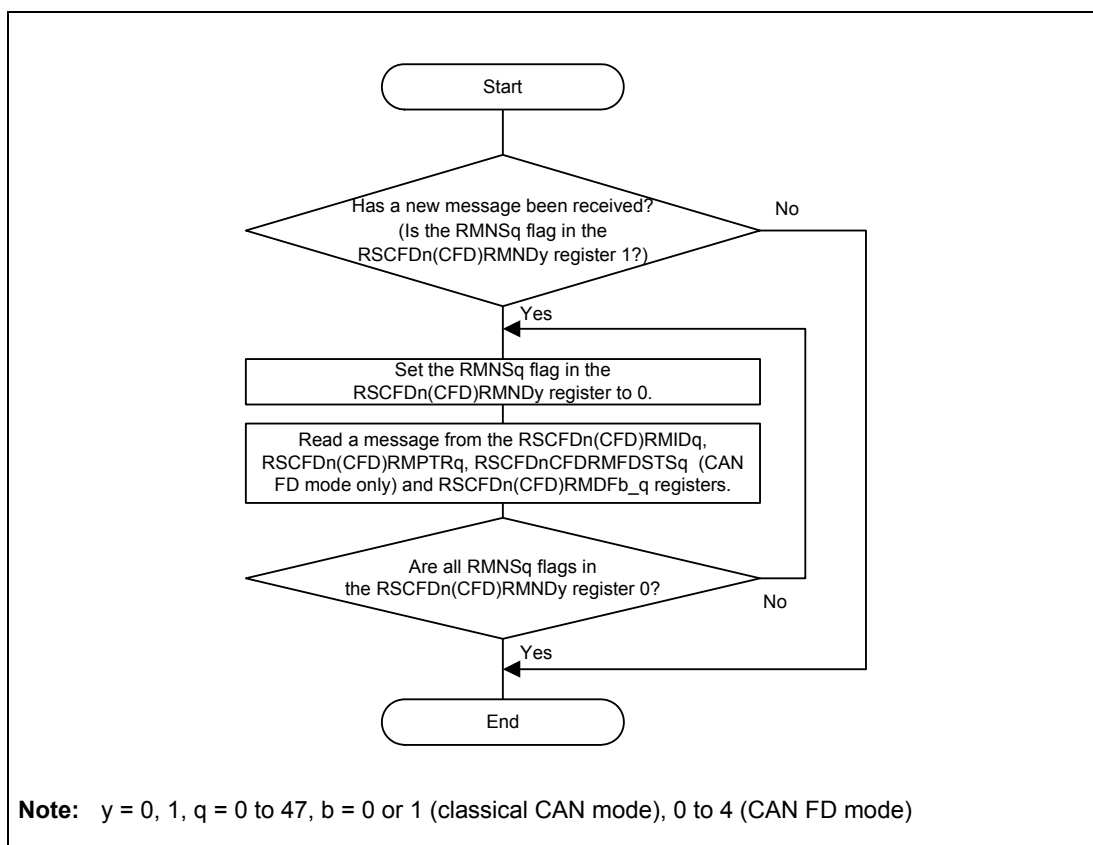 Start
Has a new message been received?
(Is the RMNSq flag in the
RSCFDn(CFD)RMNDy register 1?)
No
Yes
Set the RMNSq flag in the
RSCFDn(CFD)RMNDy register to 0.
Read a message from the RSCFDn(CFD)RMIDq,
RSCFDn(CFD)RMPTRq, RSCFDnCFDRMFDSTSq (CAN
FD mode only) and RSCFDn(CFD)RMDFb_q registers.
Are all RMNSq flags in
the RSCFDn(CFD)RMNDy register 0?
No
Yes
End
Note: y = 0, 1, q = 0 to 47, b = 0 or 1 (classical CAN mode), 0 to 4 (CAN FD mode)